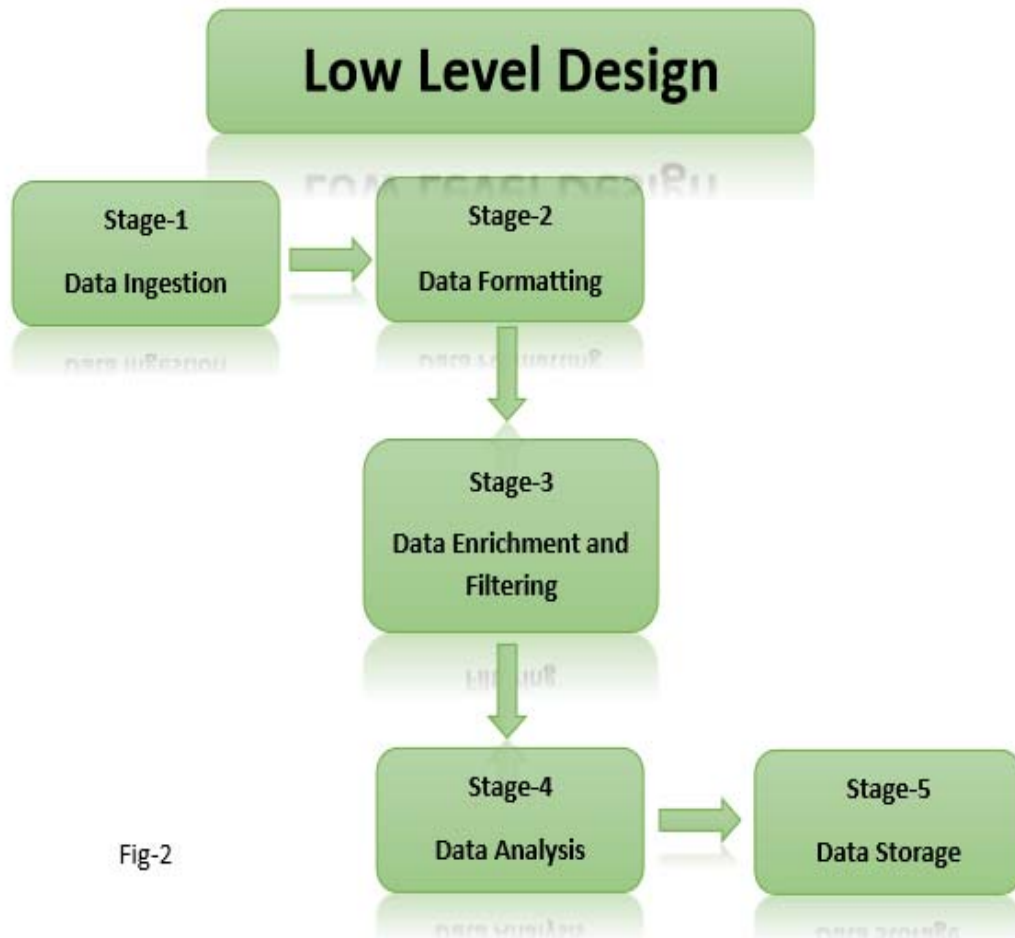 Low Level Design
Stage-1
Data Ingestion
Stage-2
Data Formatting
Stage-3
Data Enrichment and
Filtering
Stage-4
Data Analysis
Stage-5
Data Storage
Fig-2